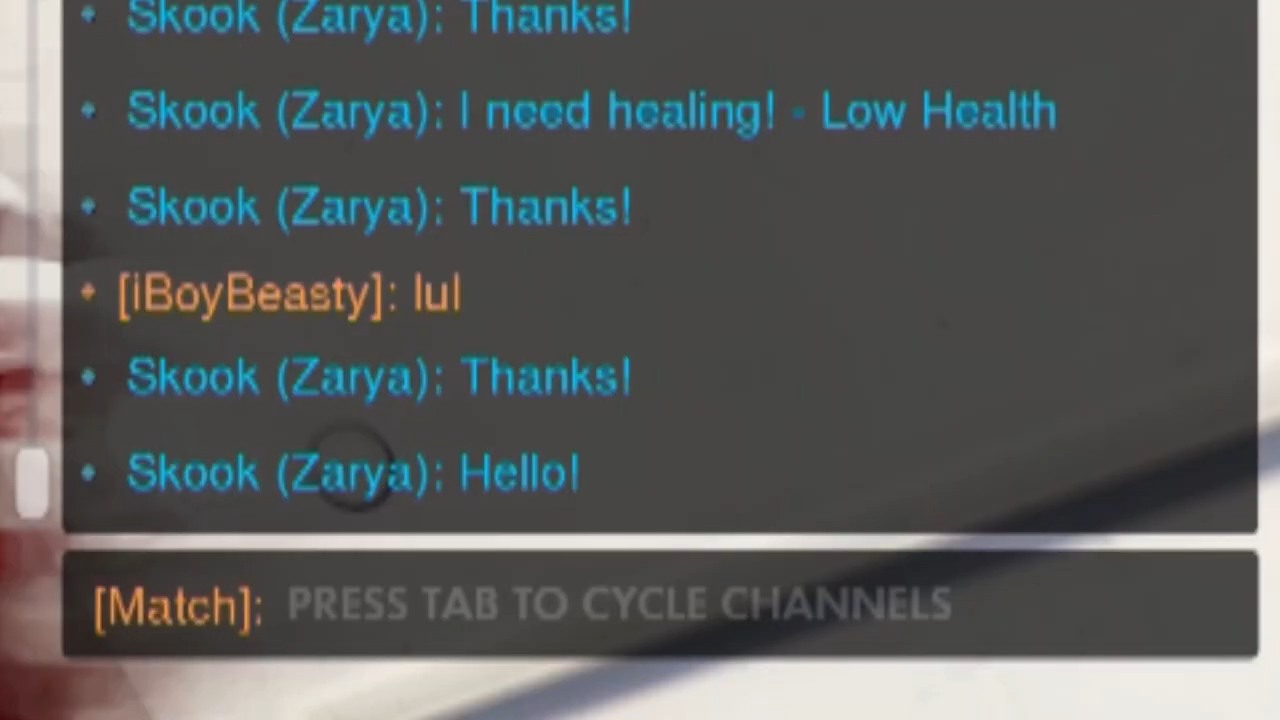 • Skook (Zarya): Thanks!
• Skook (Zarya): I need healing! - Low Health
• Skook (Zarya): Thanks!
• [iBoyBeasty]: lul
• Skook (Zarya): Thanks!
• Skook (Zarya): Hello!
[Match]: PRESS TAB TO CYCLE CHANNELS